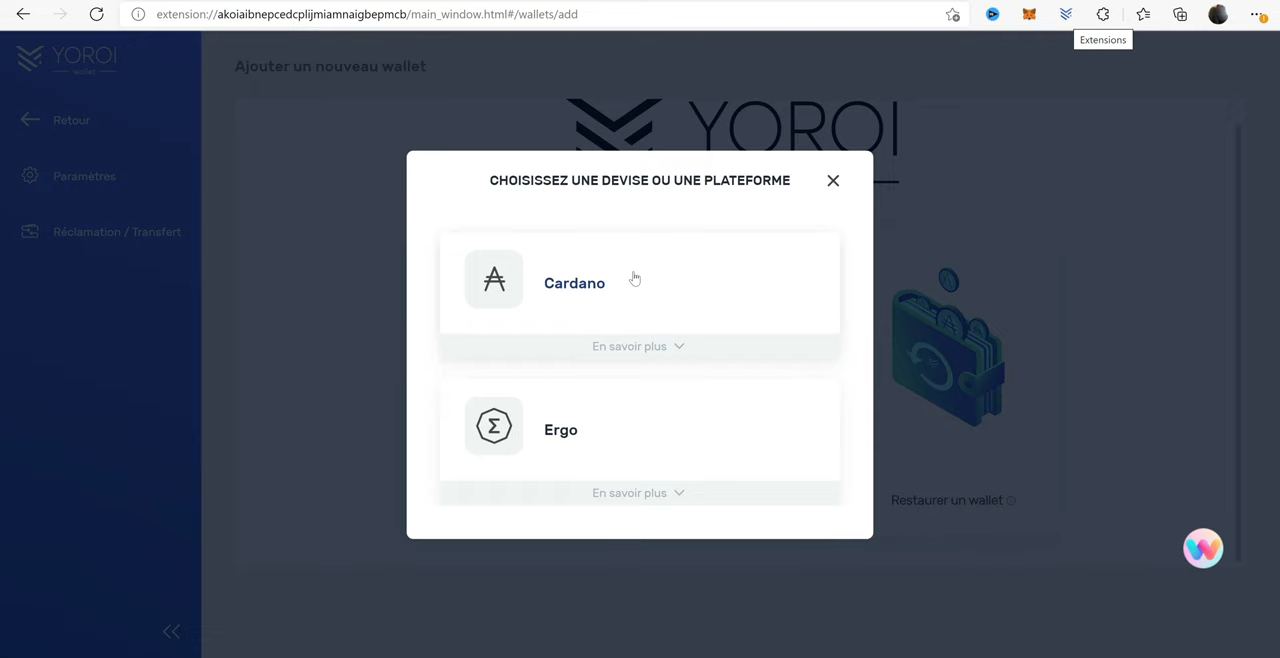 extension://akoiaibnepcedcplijmiamnaigbepmcb/main_window.html#/wallets/add
Extensions
YOROI
wallet
Ajouter un nouveau wallet
Retour
Paramètres
Réclamation / Transfert
YOROI
CHOISISSEZ UNE DEVISE OU UNE PLATEFORME
Cardano
En savoir plus
Ergo
En savoir plus
Restaurer un wallet